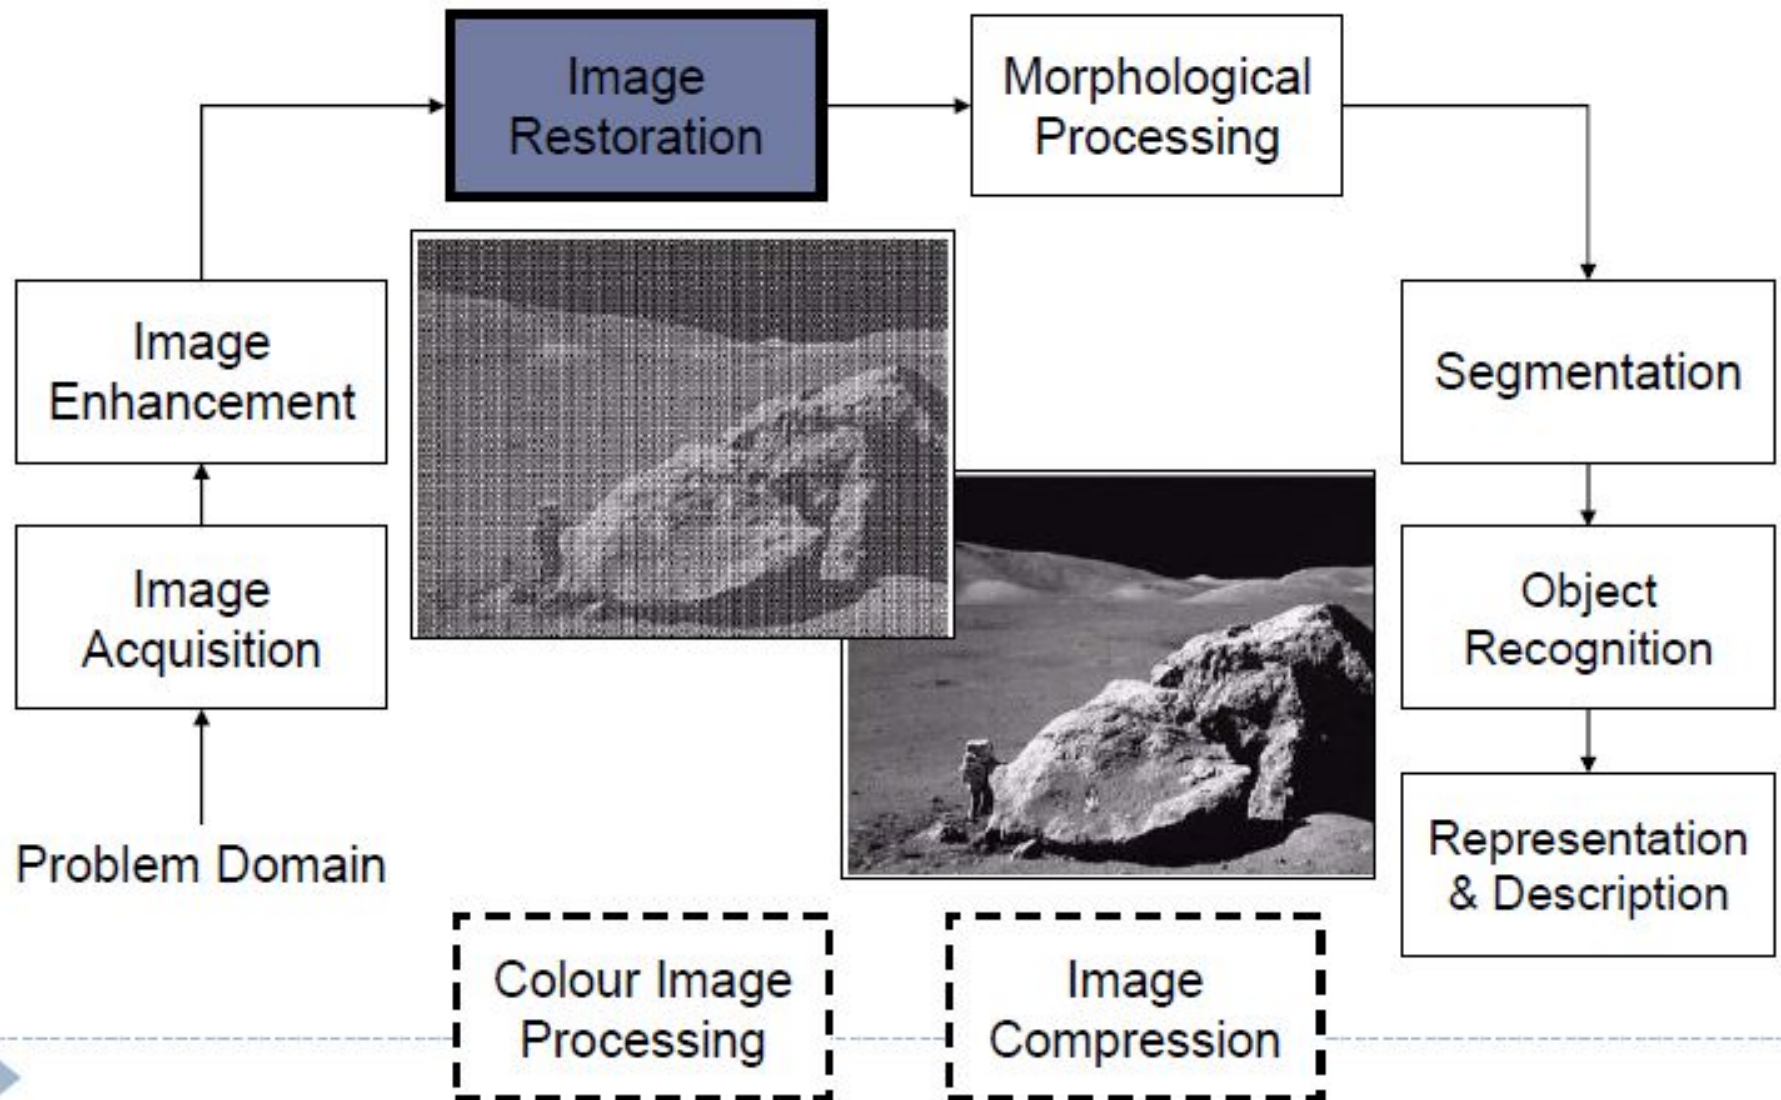 Image
Restoration
Morphological
Processing
Image
Enhancement
Segmentation
Image
Acquisition
Object
Recognition
Problem Domain
Representation
& Description
Colour Image
Processing
Image
Compression